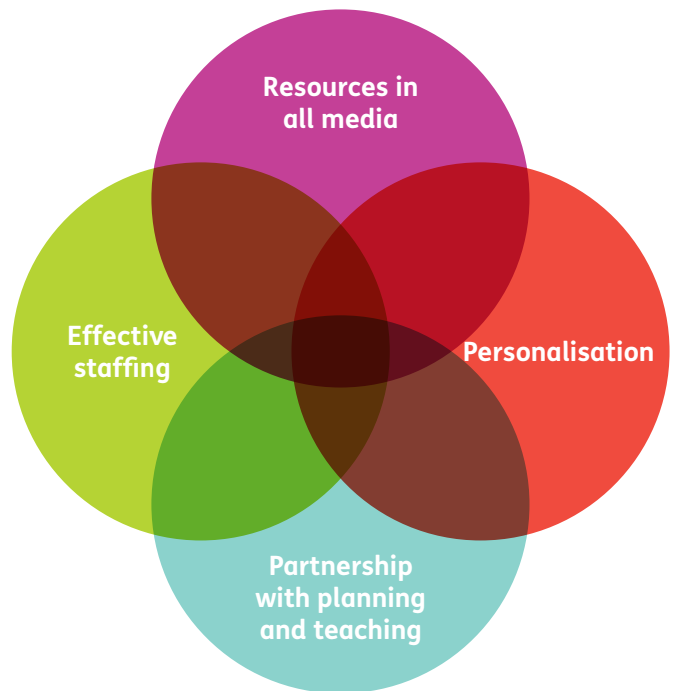 Resources in
all media
Effective
staffing
Personalisation
Partnership
with planning
and teaching